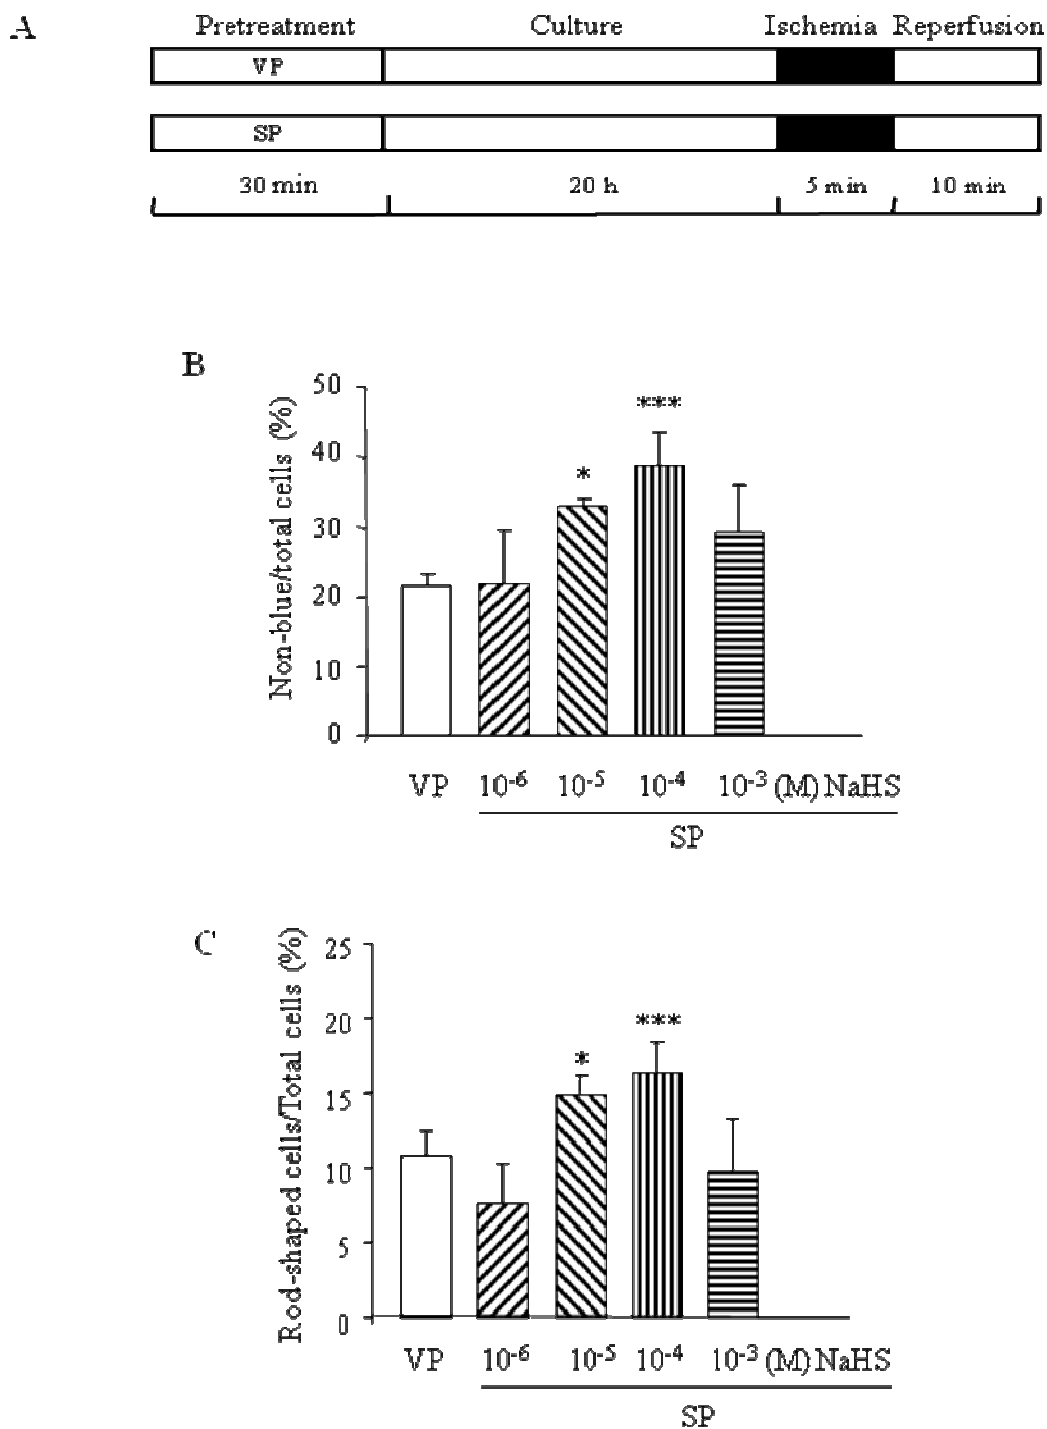 A
Pretreatment Culture Ischemia Reperfusion
VP
SP
30 min 20 h 5 min 10 min
B
Non-blue/total cells (%)
50
40
30
20
10
0
***
*
VP 10-6 10-5 10-4 10-3 (M) NaHS
SP
C
Rod-shaped cells/Total cells (%)
25
20
15
10
5
0
***
*
VP 10-6 10-5 10-4 10-3 (M) NaHS
SP